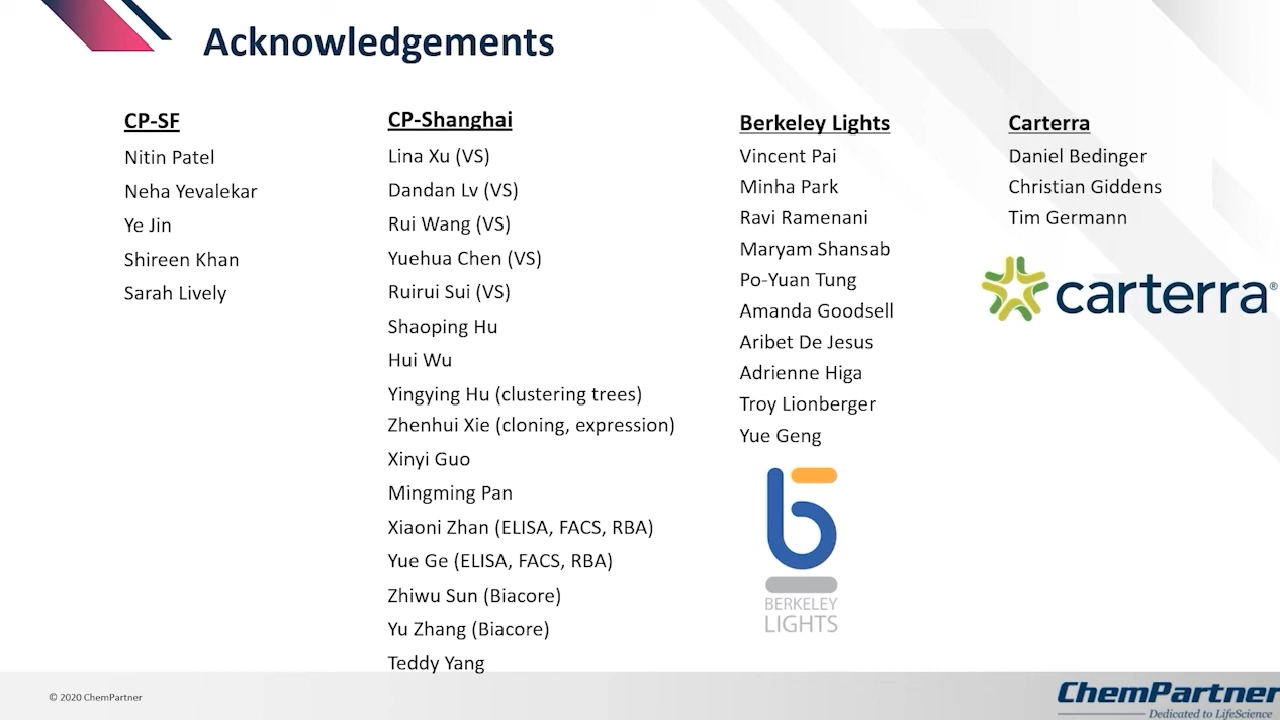 Acknowledgements
CP-SF
Nitin Patel
Neha Yevalekar
Ye Jin
Shireen Khan
Sarah Lively
CP-Shanghai
Lina Xu (VS)
Dandan Lv (VS)
Rui Wang (VS)
Yuehua Chen (VS)
Ruirui Sui (VS)
Shaoping Hu
Hui Wu
Yingying Hu (clustering trees)
Zhenhui Xie (cloning, expression)
Xinyi Guo
Mingming Pan
Xiaoni Zhan (ELISA, FACS, RBA)
Yue Ge (ELISA, FACS, RBA)
Zhiwu Sun (Biacore)
Yu Zhang (Biacore)
Teddy Yang
Berkeley Lights
Vincent Pai
Minha Park
Ravi Ramenani
Maryam Shansab
Po-Yuan Tung
Amanda Goodsell
Aribet De Jesus
Adrienne Higa
Troy Lionberger
Yue Geng
BERKELEY
LIGHTS
Carterra
Daniel Bedinger
Christian Giddens
Tim Germann
carterra®
© 2020 ChemPartner
ChemPartner
Dedicated to LifeScience